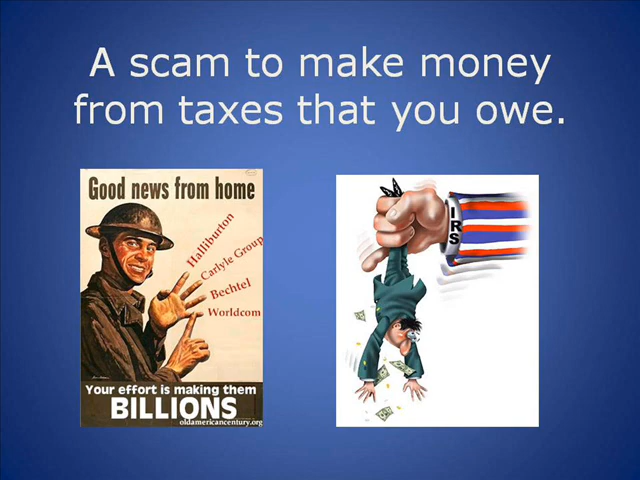 A scam to make money
from taxes that you owe.
Good news from home
Halliburton
Carlyle Group
Bechtel
Worldcom
Your effort is making them
BILLIONS
oldamericancentury.org
IRS